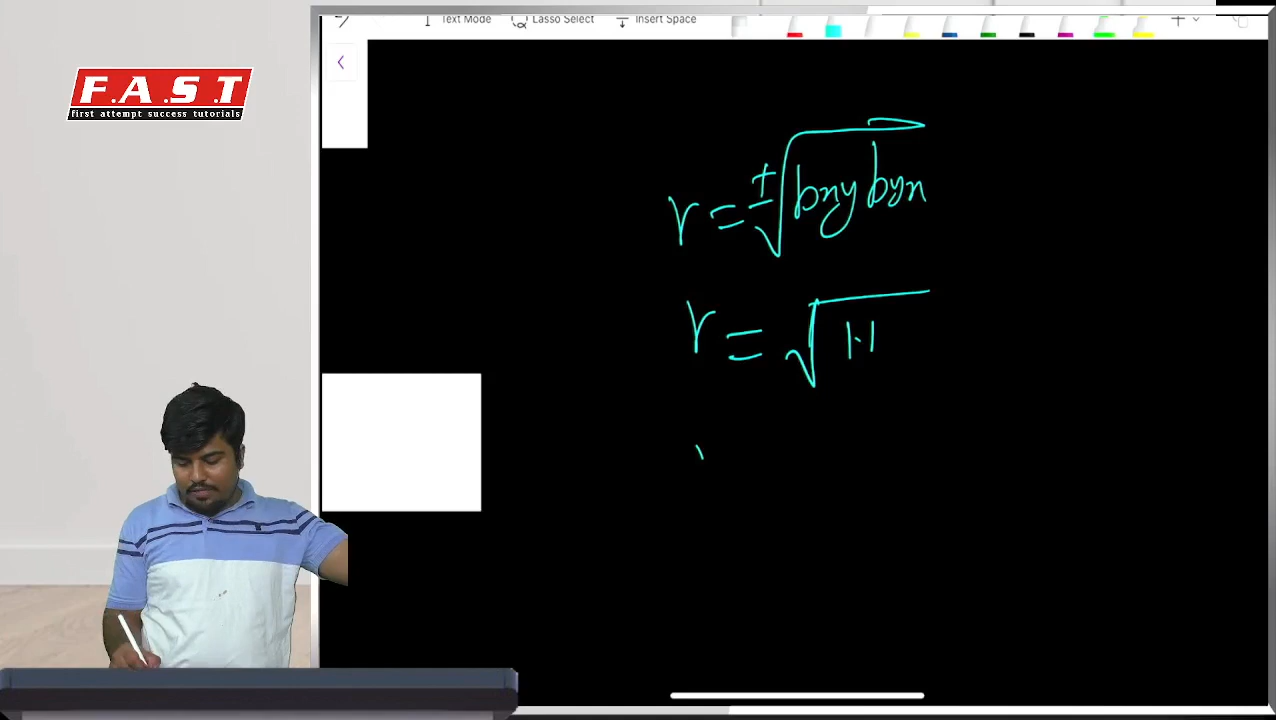 Text Mode Lasso Select Insert Space
F.A.S.T
first attempt success tutorials
r = ±√bxy byx
r = √1·1